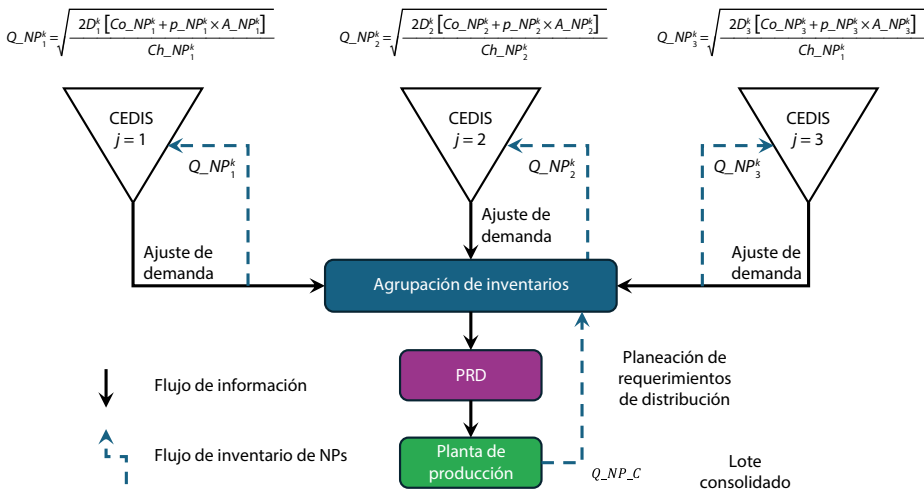 Q_NP₁ᵏ = √(2D₁ᵏ [Co_NP₁ᵏ + p_NP₁ᵏ × A_NP₁ᵏ] / Ch_NP₁ᵏ)
Q_NP₂ᵏ = √(2D₂ᵏ [Co_NP₂ᵏ + p_NP₂ᵏ × A_NP₂ᵏ] / Ch_NP₂ᵏ)
Q_NP₃ᵏ = √(2D₃ᵏ [Co_NP₃ᵏ + p_NP₃ᵏ × A_NP₃ᵏ] / Ch_NP₁ᵏ)
CEDIS
j = 1
Q_NP₁ᵏ
CEDIS
j = 2
Q_NP₂ᵏ
CEDIS
j = 3
Q_NP₃ᵏ
Ajuste de
demanda
Ajuste de
demanda
Ajuste de
demanda
Agrupación de inventarios
PRD
Planeación de
requerimientos
de distribución
Flujo de información
Flujo de inventario de NPs
Planta de
producción
Q_NP_C
Lote
consolidado